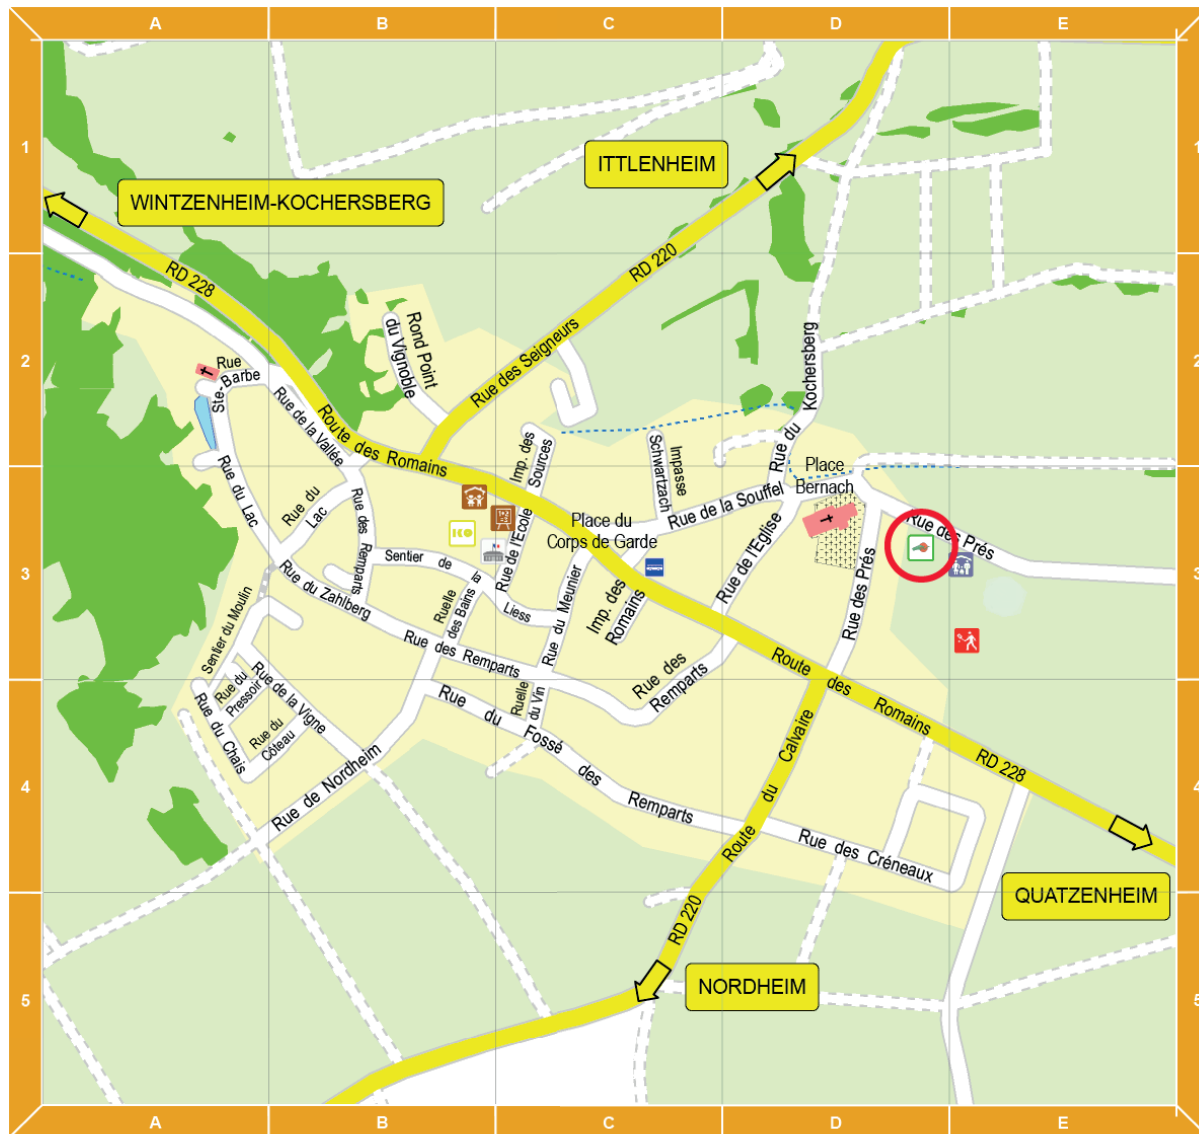 A B C D E
1 1
ITTLENHEIM
WINTZENHEIM-KOCHERSBERG
RD 220
RD 228
2 2
Rond Point
du Vignoble
Rue des Seigneurs
Rue
Ste-Barbe
Rue de la Vallée
Route des Romains
Rue du Kochersberg
Imp. des
Sources
Impasse
Schwartzach
Place
Bernach
Rue du Lac
Rue du
Lac
Rue des Remparts
Rue de l'Ecole
Place du
Corps de Garde
Rue de la Souffel
Rue de l'Eglise
Rue des Prés
3 3
Sentier de la
Liess
Ruelle
des Bains
Rue du Meunier
Imp. des
Romains
Rue des Prés
Rue du Zahlberg
Sentier du Moulin
Rue des Remparts
Rue des
Remparts
Route des Romains
RD 228
Rue du
Pressoir
Rue de la Vigne
Rue du Chais
Rue du
Côteau
Rue de Nordheim
Ruelle
du Vin
Rue du Fossé des Remparts
Route du Calvaire
Rue des Créneaux
4 4
QUATZENHEIM
RD 220
NORDHEIM
5 5
A B C D E